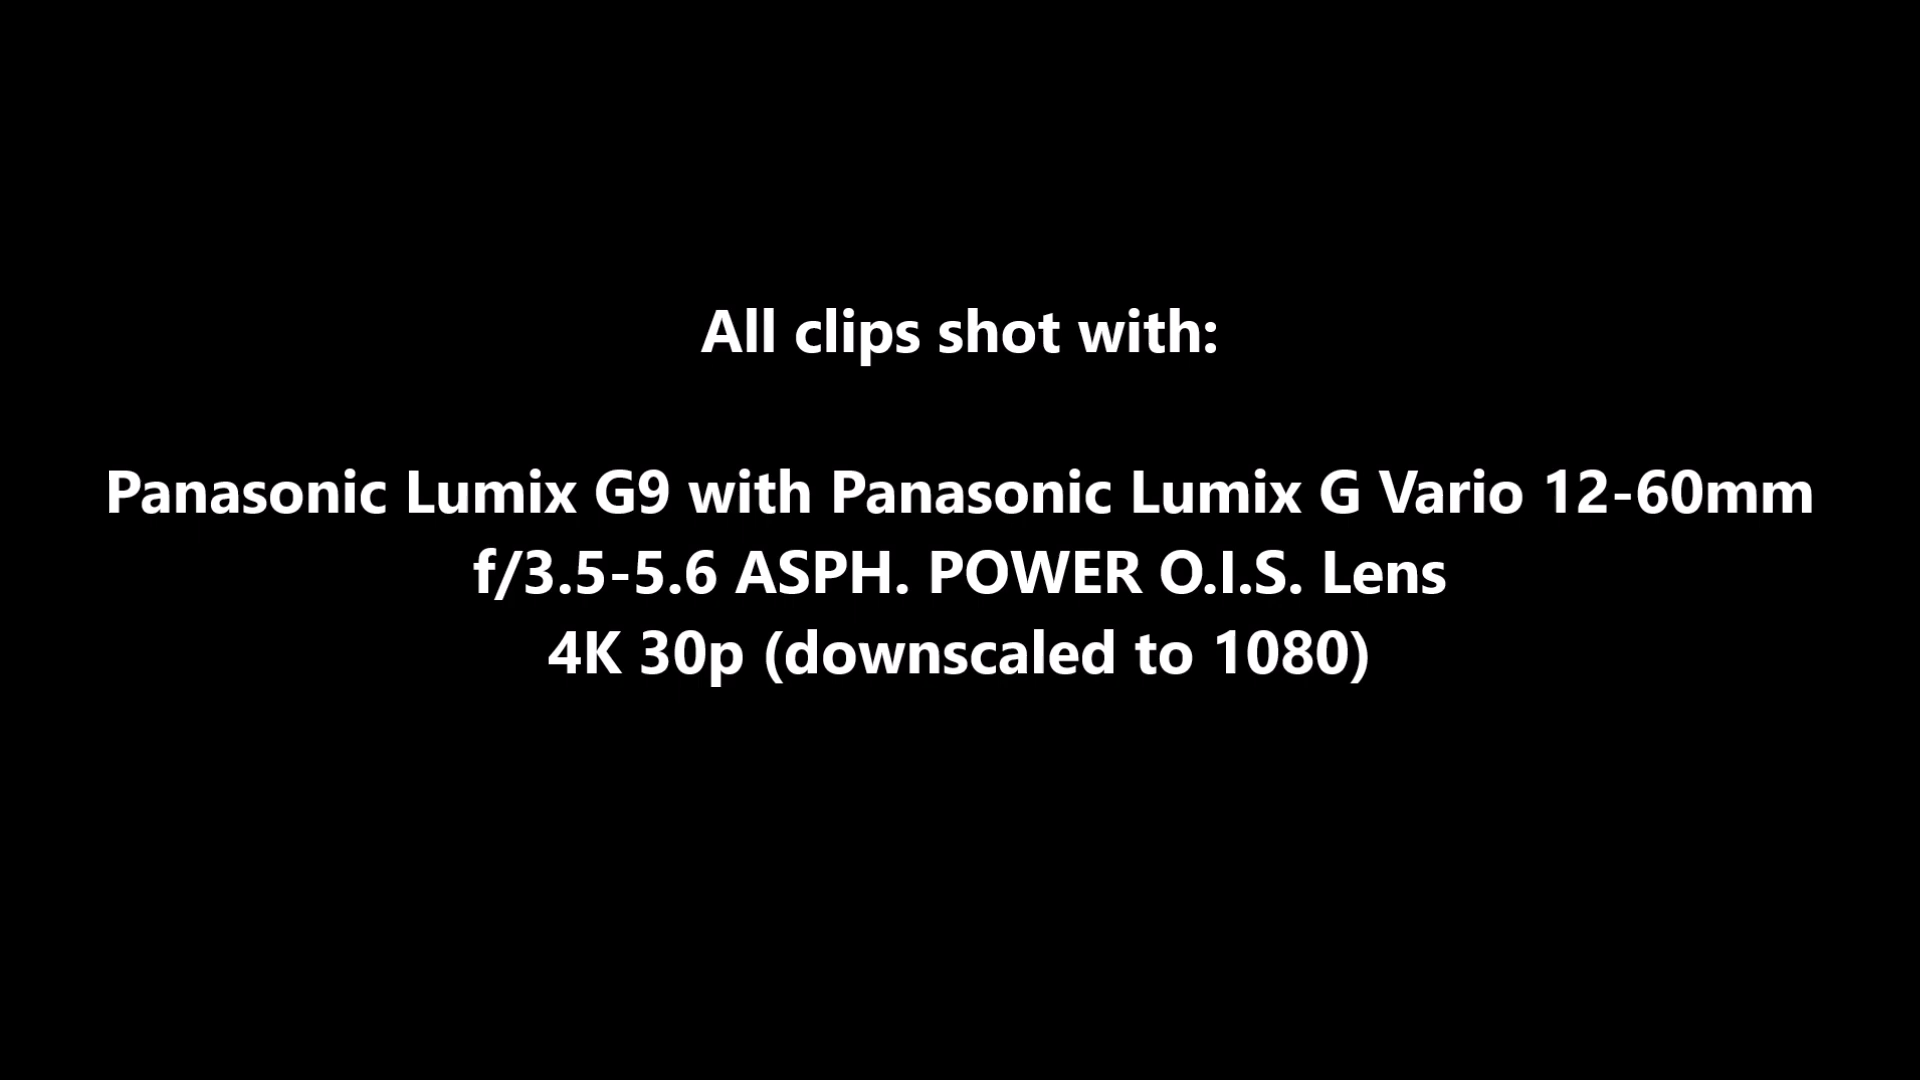 All clips shot with:
Panasonic Lumix G9 with Panasonic Lumix G Vario 12-60mm
f/3.5-5.6 ASPH. POWER O.I.S. Lens
4K 30p (downscaled to 1080)